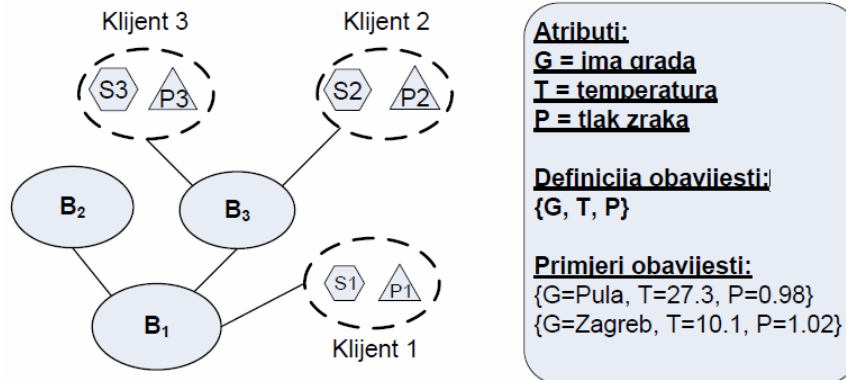 Klijent 3
Klijent 2
S3
P3
S2
P2
B2
B3
S1
P1
B1
Klijent 1
Atributi:
G = ima grada
T = temperatura
P = tlak zraka
Definicija obavijesti:
{G, T, P}
Primjeri obavijesti:
{G=Pula, T=27.3, P=0.98}
{G=Zagreb, T=10.1, P=1.02}